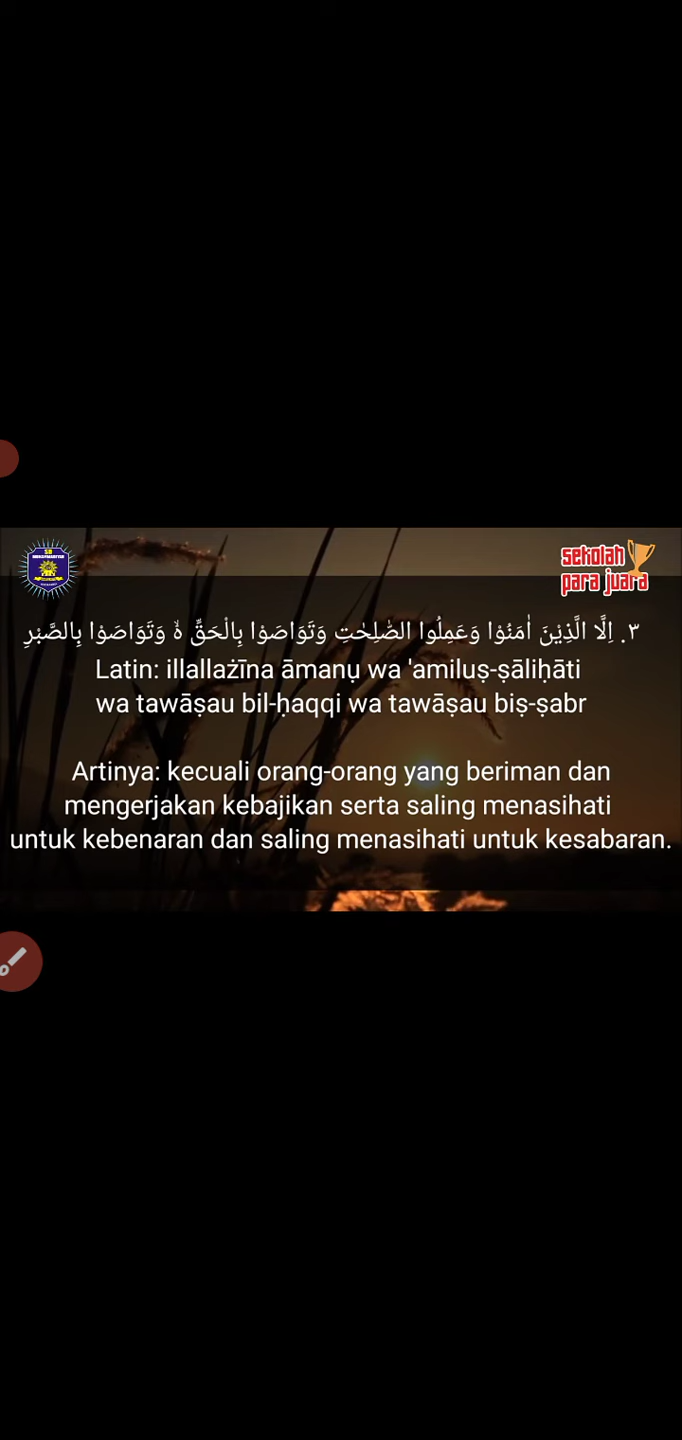 SD
MUHAMMADIYAH
sekolah
para juara
٣. اِلَّا الَّذِيْنَ اٰمَنُوْا وَعَمِلُوا الصّٰلِحٰتِ وَتَوَاصَوْا بِالْحَقِّ ەۙ وَتَوَاصَوْا بِالصَّبْرِ
Latin: illallażīna āmanụ wa 'amiluṣ-ṣāliḥāti
wa tawāṣau bil-ḥaqqi wa tawāṣau biṣ-ṣabr
Artinya: kecuali orang-orang yang beriman dan
mengerjakan kebajikan serta saling menasihati
untuk kebenaran dan saling menasihati untuk kesabaran.